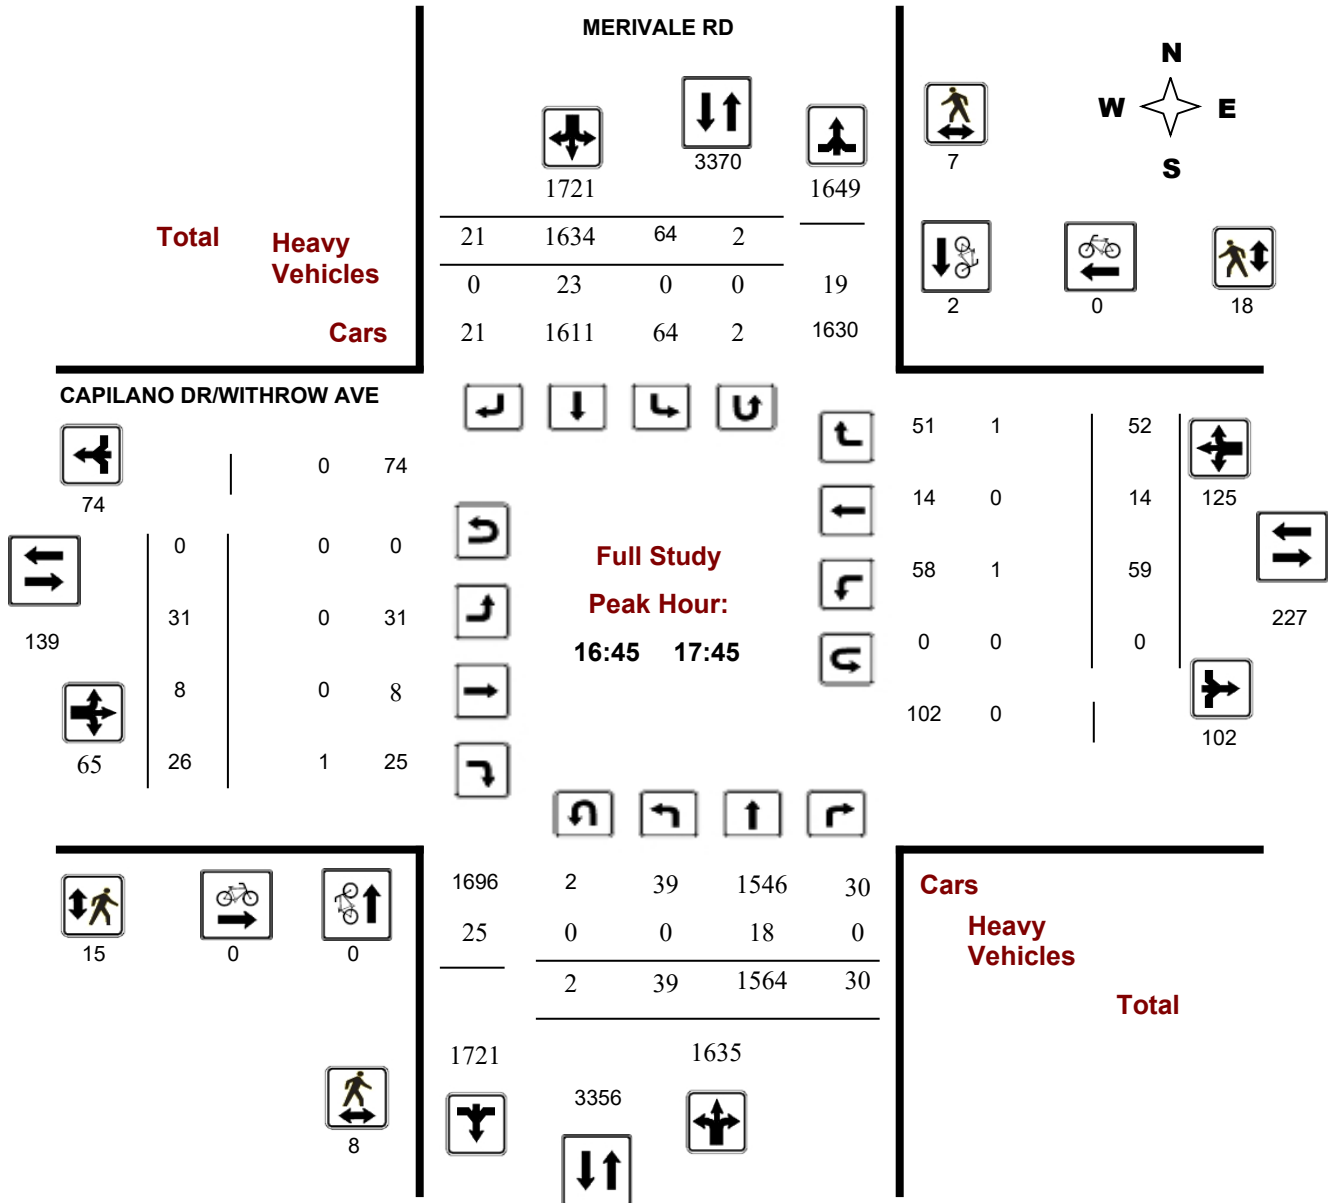 MERIVALE RD
N
W E
S
3370
7
1721 1649
Total Heavy Vehicles
21 1634 64 2
0 23 0 0 19
Cars
21 1611 64 2 1630
2 0 18
CAPILANO DR/WITHROW AVE
51 1 52
0 74
74
14 0 14 125
0 0 0
Full Study
58 1 59
Peak Hour:
31 0 31
227
139
16:45 17:45
0 0 0
8 0 8
102 0
102
65 26 1 25
1696 2 39 1546 30
Cars
25 0 0 18 0
Heavy Vehicles
15 0 0
2 39 1564 30
Total
1721 1635
3356
8